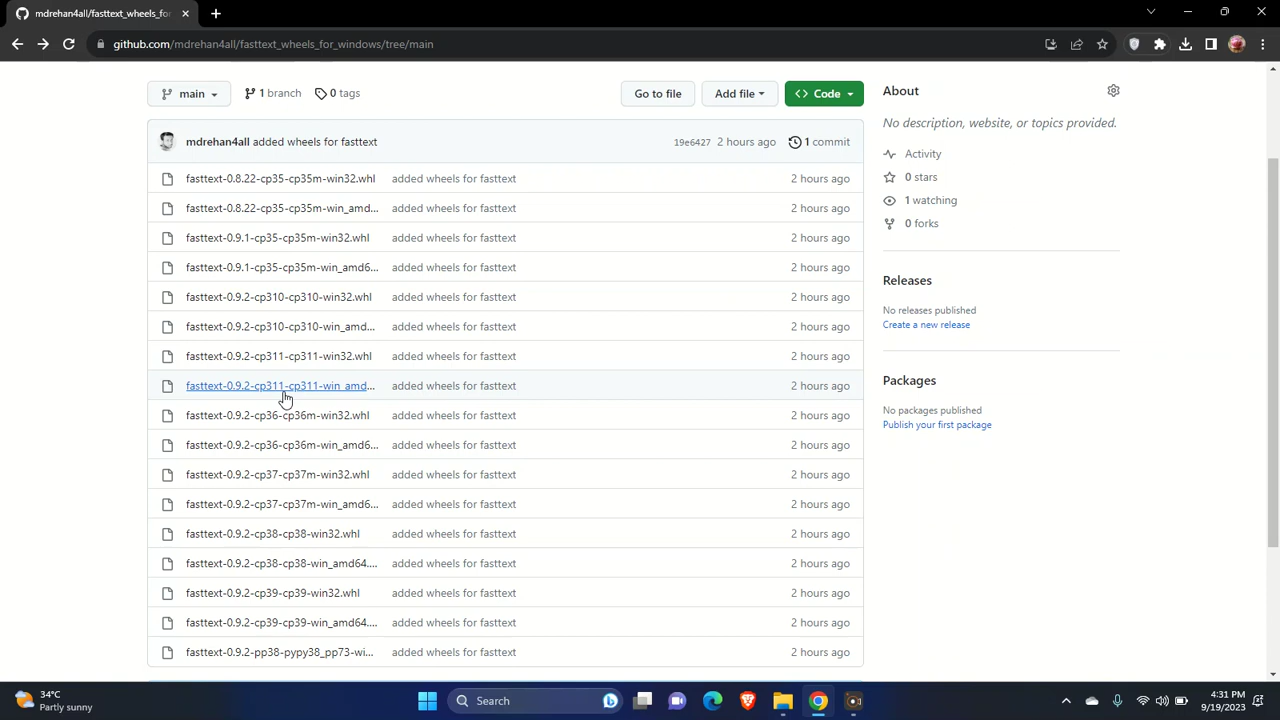 mdrehan4all/fasttext_wheels_for_
github.com/mdrehan4all/fasttext_wheels_for_windows/tree/main
main
1 branch
0 tags
Go to file
Add file
Code
mdrehan4all added wheels for fasttext
19e6427 2 hours ago
1 commit
fasttext-0.8.22-cp35-cp35m-win32.whl added wheels for fasttext 2 hours ago
fasttext-0.8.22-cp35-cp35m-win_amd... added wheels for fasttext 2 hours ago
fasttext-0.9.1-cp35-cp35m-win32.whl added wheels for fasttext 2 hours ago
fasttext-0.9.1-cp35-cp35m-win_amd6... added wheels for fasttext 2 hours ago
fasttext-0.9.2-cp310-cp310-win32.whl added wheels for fasttext 2 hours ago
fasttext-0.9.2-cp310-cp310-win_amd... added wheels for fasttext 2 hours ago
fasttext-0.9.2-cp311-cp311-win32.whl added wheels for fasttext 2 hours ago
fasttext-0.9.2-cp311-cp311-win_amd... added wheels for fasttext 2 hours ago
fasttext-0.9.2-cp36-cp36m-win32.whl added wheels for fasttext 2 hours ago
fasttext-0.9.2-cp36-cp36m-win_amd6... added wheels for fasttext 2 hours ago
fasttext-0.9.2-cp37-cp37m-win32.whl added wheels for fasttext 2 hours ago
fasttext-0.9.2-cp37-cp37m-win_amd6... added wheels for fasttext 2 hours ago
fasttext-0.9.2-cp38-cp38-win32.whl added wheels for fasttext 2 hours ago
fasttext-0.9.2-cp38-cp38-win_amd64.... added wheels for fasttext 2 hours ago
fasttext-0.9.2-cp39-cp39-win32.whl added wheels for fasttext 2 hours ago
fasttext-0.9.2-cp39-cp39-win_amd64.... added wheels for fasttext 2 hours ago
fasttext-0.9.2-pp38-pypy38_pp73-wi... added wheels for fasttext 2 hours ago
About
No description, website, or topics provided.
Activity
0 stars
1 watching
0 forks
Releases
No releases published
Create a new release
Packages
No packages published
Publish your first package
34°C
Partly sunny
Search
4:31 PM
9/19/2023